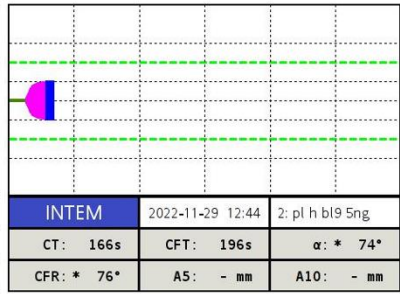 INTEM 2022-11-29 12:44 2: pl h bl9 5ng
CT: 166s CFT: 196s α: * 74°
CFR: * 76° A5: - mm A10: - mm